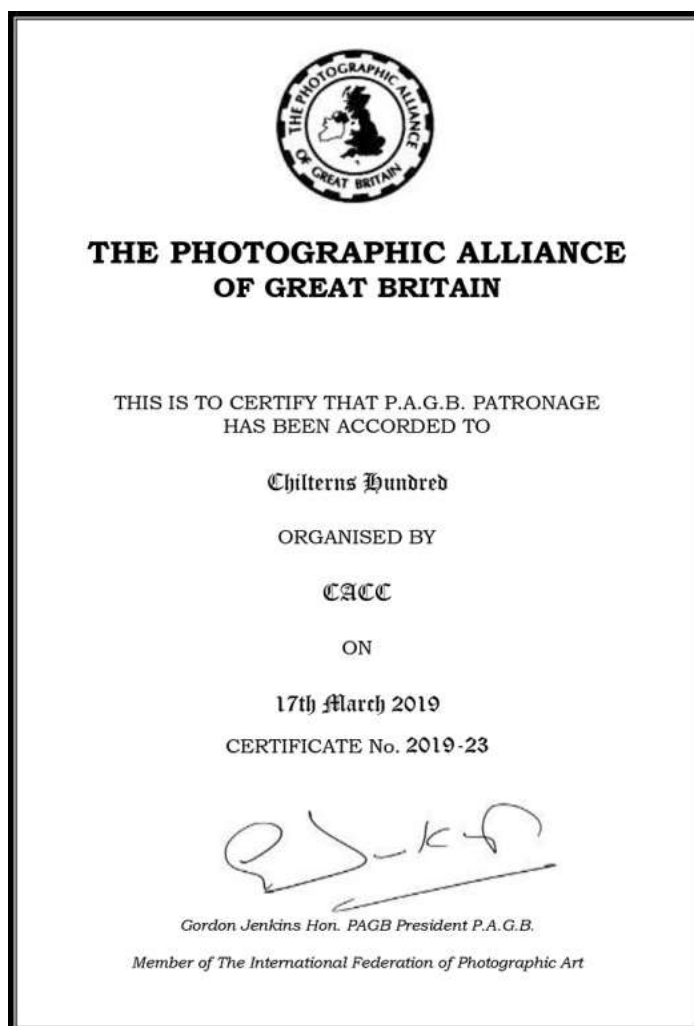 THE PHOTOGRAPHIC ALLIANCE
OF GREAT BRITAIN
THE PHOTOGRAPHIC ALLIANCE
OF GREAT BRITAIN
THIS IS TO CERTIFY THAT P.A.G.B. PATRONAGE
HAS BEEN ACCORDED TO
Chilterns Hundred
ORGANISED BY
CACC
ON
17th March 2019
CERTIFICATE No. 2019-23
Gordon Jenkins Hon. PAGB President P.A.G.B.
Member of The International Federation of Photographic Art